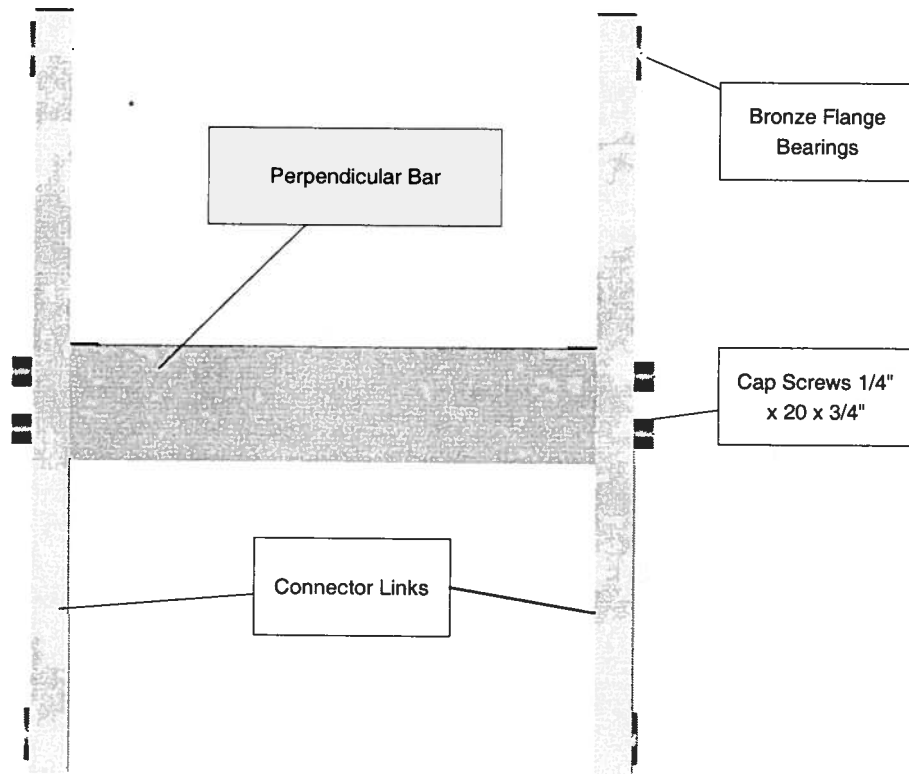 Bronze Flange
Bearings
Perpendicular Bar
Cap Screws 1/4"
x 20 x 3/4"
Connector Links